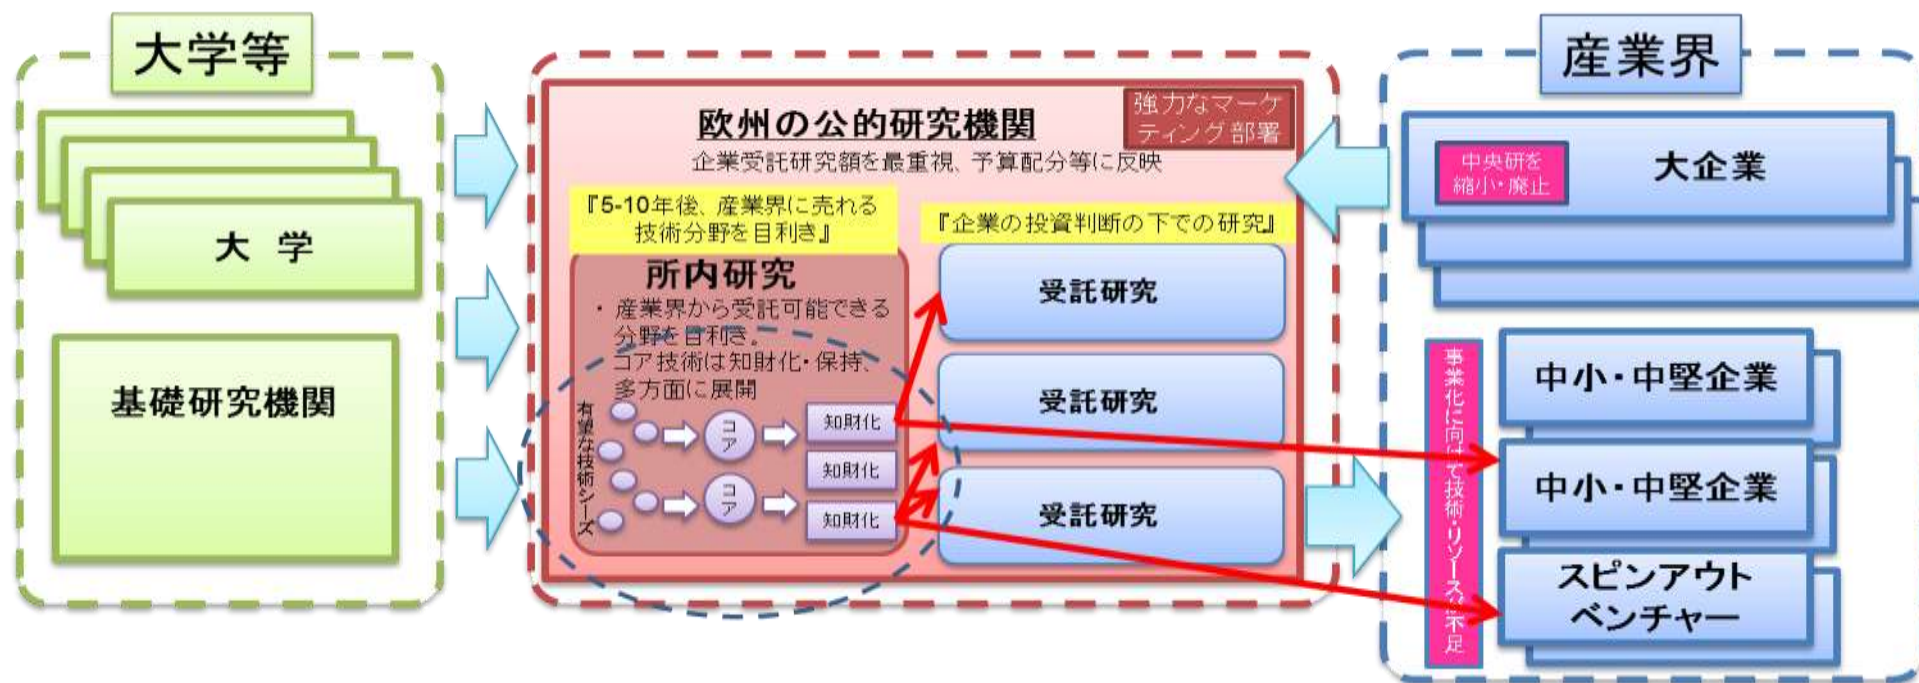 大学等
大 学
基礎研究機関
欧州の公的研究機関
強力なマーケ
ティング部署
企業受託研究額を最重視、予算配分等に反映
『5-10年後、産業界に売れる
技術分野を目利き』
『企業の投資判断の下での研究』
所内研究
・産業界から受託可能できる
分野を目利き。
コア技術は知財化・保持、
多方面に展開
有望な技術シーズ
コア
知財化
知財化
コア
知財化
受託研究
受託研究
受託研究
産業界
中央研を
縮小・廃止
大企業
事業化に向けて技術・リソースが不足
中小・中堅企業
中小・中堅企業
スピンアウト
ベンチャー